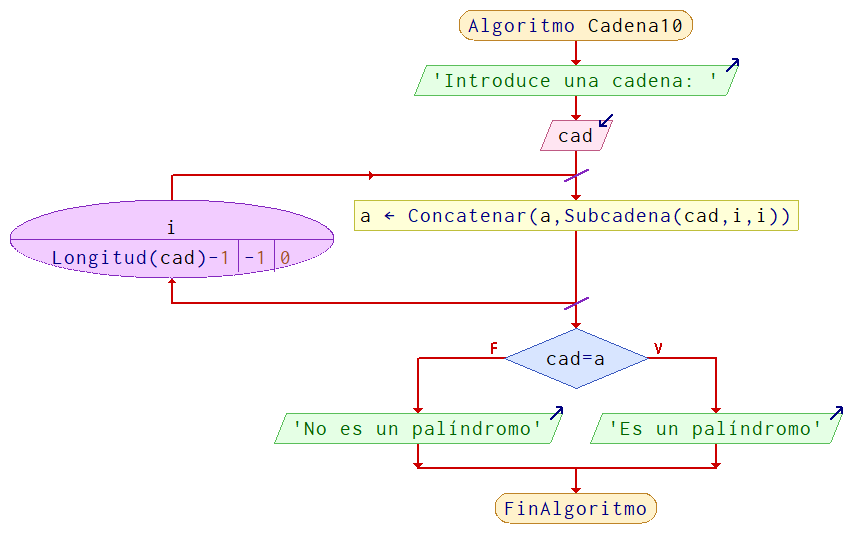 Algoritmo Cadena10
'Introduce una cadena: '
cad
i
Longitud(cad)-1 -1 0
a ← Concatenar(a,Subcadena(cad,i,i))
cad=a
F
V
'No es un palíndromo'
'Es un palíndromo'
FinAlgoritmo